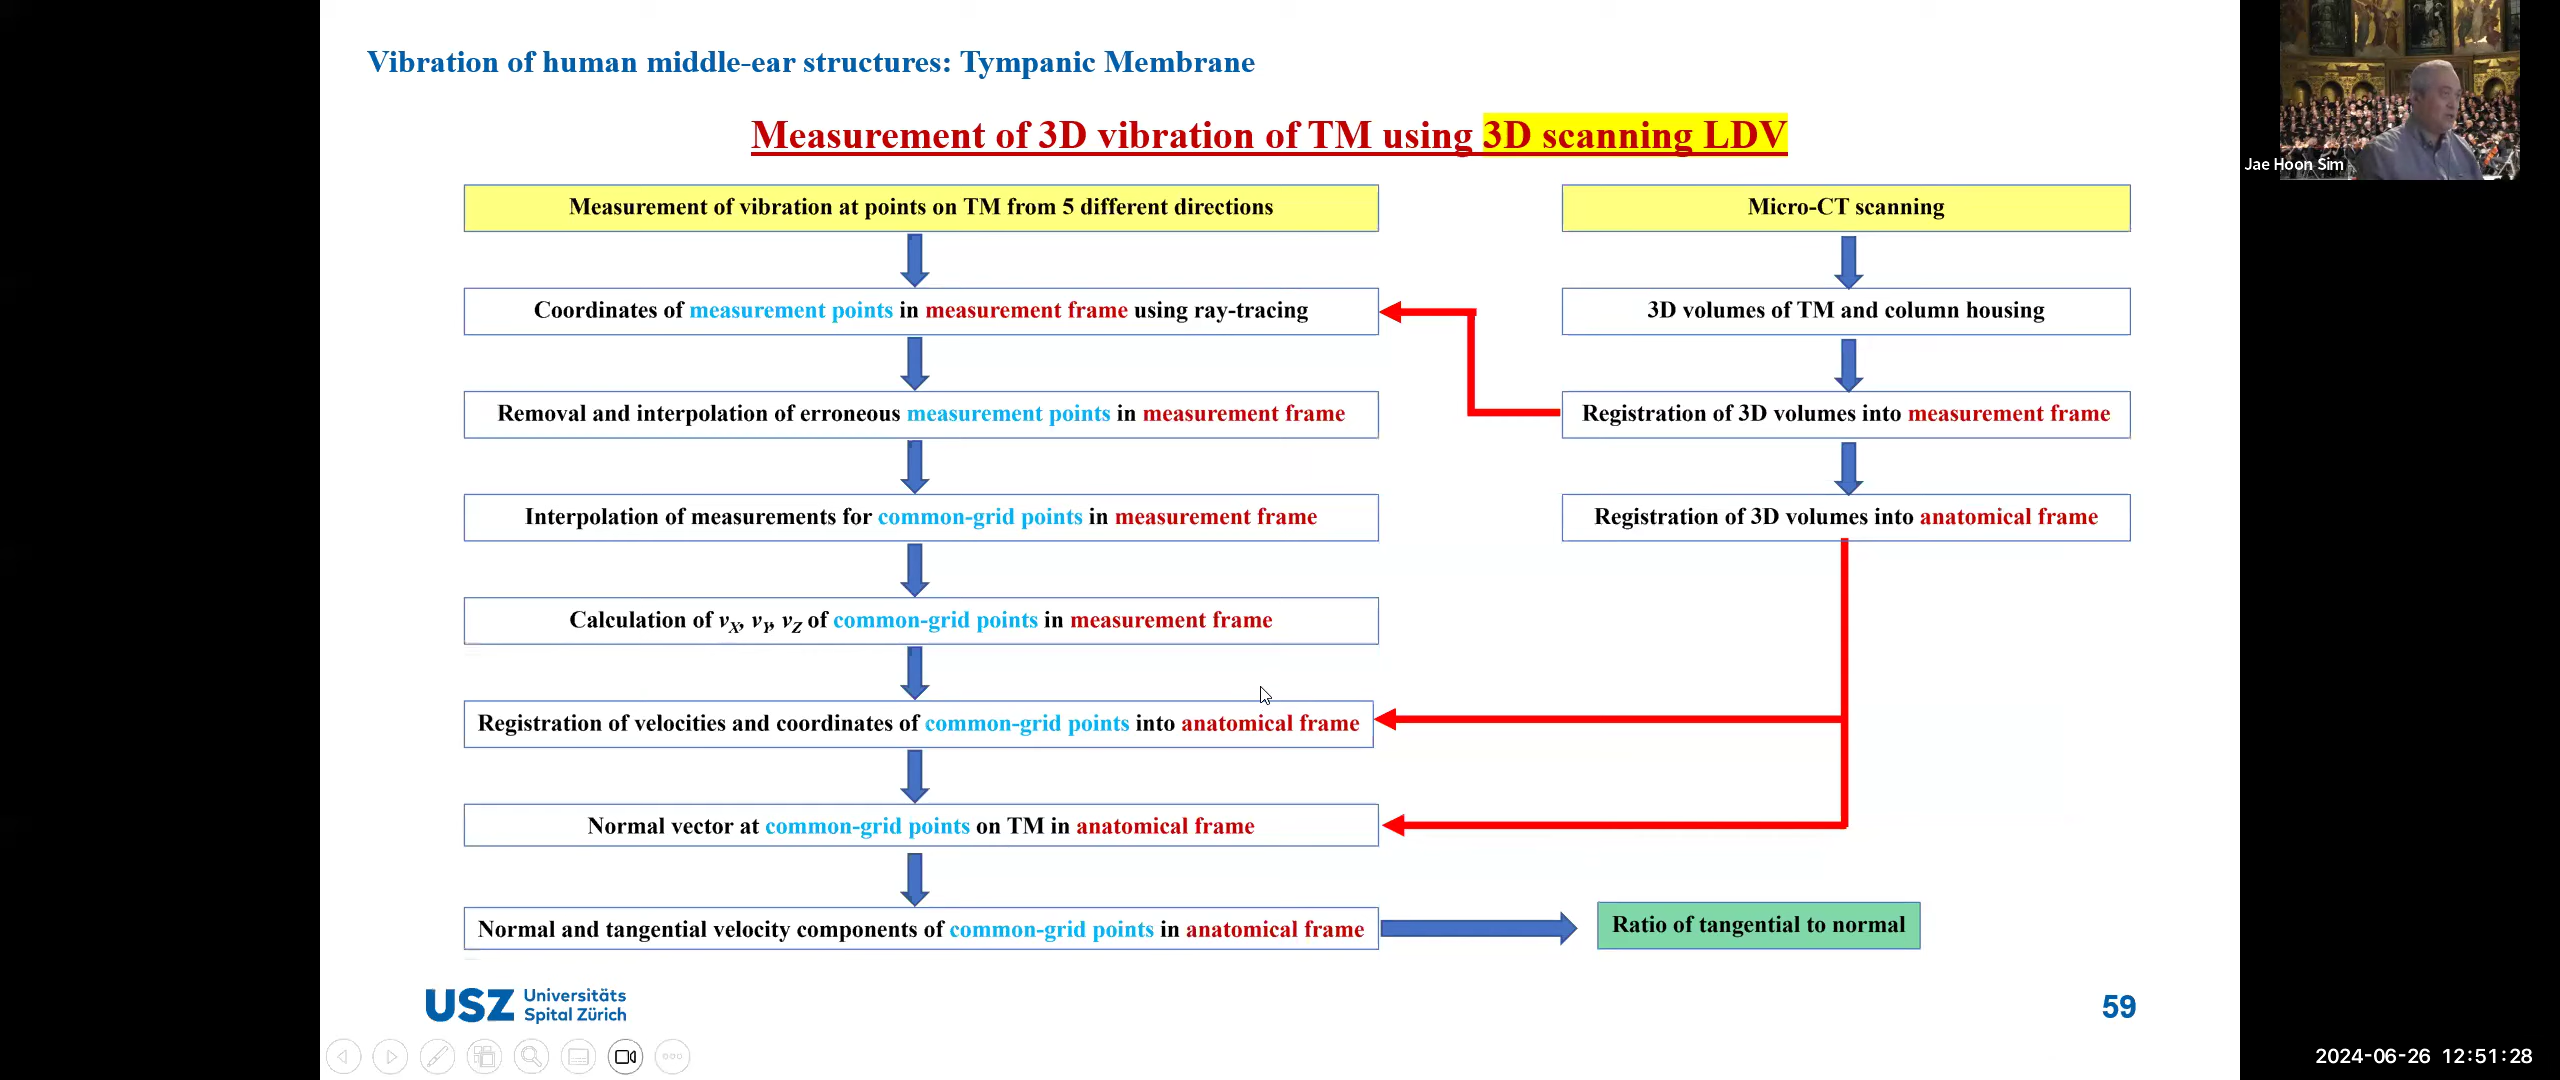 Vibration of human middle-ear structures: Tympanic Membrane
Measurement of 3D vibration of TM using 3D scanning LDV
Jae Hoon Sim
Measurement of vibration at points on TM from 5 different directions
Micro-CT scanning
Coordinates of measurement points in measurement frame using ray-tracing
3D volumes of TM and column housing
Removal and interpolation of erroneous measurement points in measurement frame
Registration of 3D volumes into measurement frame
Interpolation of measurements for common-grid points in measurement frame
Registration of 3D volumes into anatomical frame
Calculation of vX, vY, vZ of common-grid points in measurement frame
Registration of velocities and coordinates of common-grid points into anatomical frame
Normal vector at common-grid points on TM in anatomical frame
Normal and tangential velocity components of common-grid points in anatomical frame
Ratio of tangential to normal
USZ Universitäts
Spital Zürich
59
2024-06-26 12:51:28